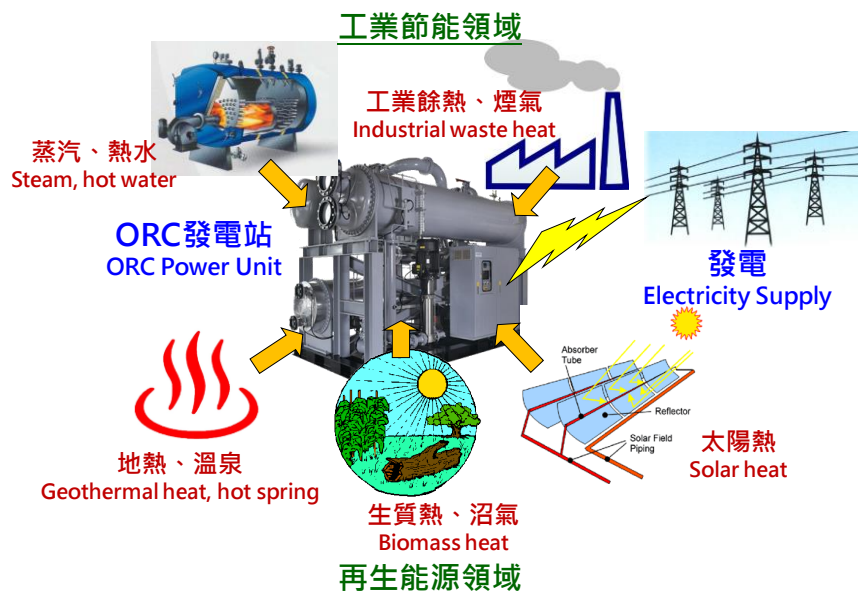 工業節能領域
工業餘熱、煙氣
Industrial waste heat
蒸汽、熱水
Steam, hot water
ORC發電站
ORC Power Unit
發電
Electricity Supply
Absorber
Tube
Reflector
Solar Field
Piping
太陽熱
Solar heat
地熱、溫泉
Geothermal heat, hot spring
生質熱、沼氣
Biomass heat
再生能源領域